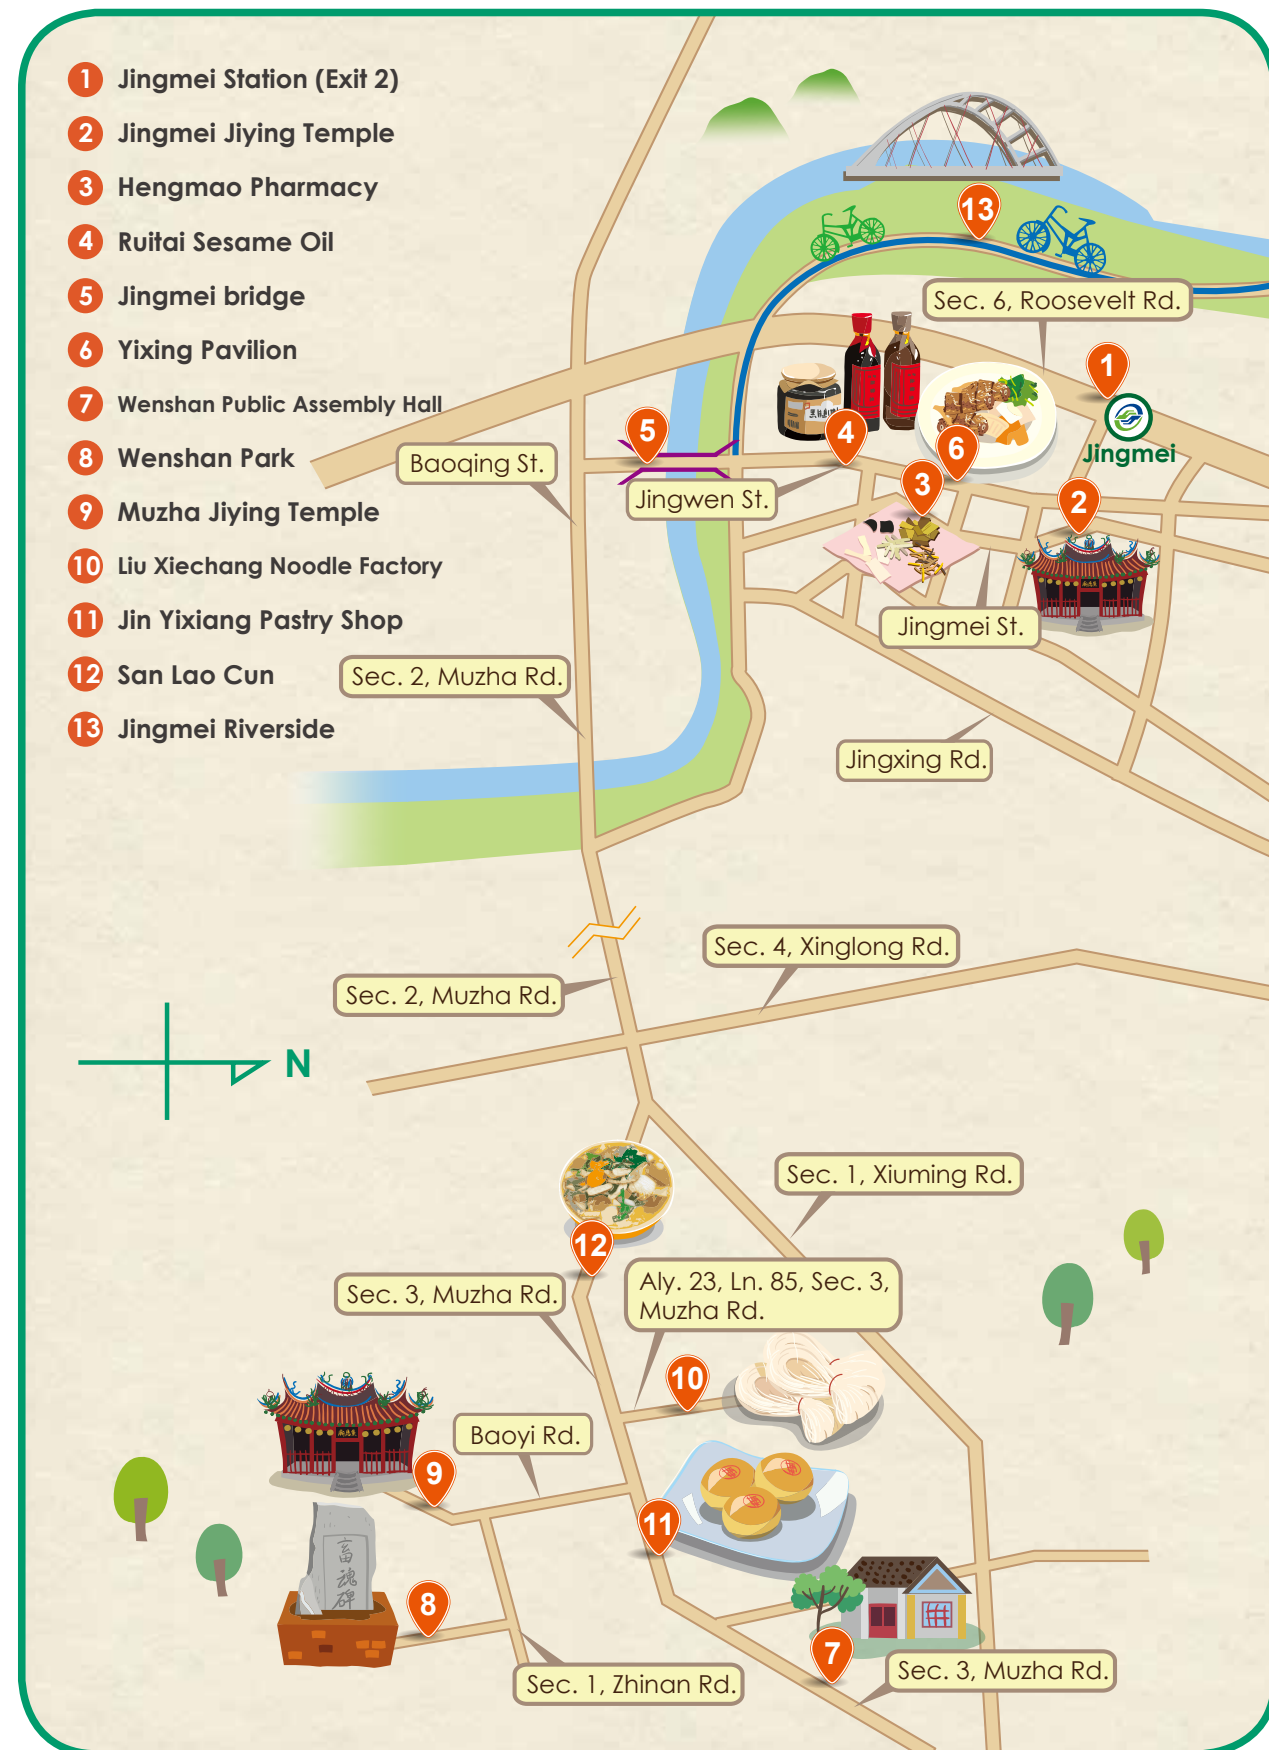 1 Jingmei Station (Exit 2)
2 Jingmei Jiying Temple
3 Hengmao Pharmacy
4 Ruitai Sesame Oil
5 Jingmei bridge
6 Yixing Pavilion
7 Wenshan Public Assembly Hall
8 Wenshan Park
9 Muzha Jiying Temple
10 Liu Xiechang Noodle Factory
11 Jin Yixiang Pastry Shop
12 San Lao Cun
13 Jingmei Riverside
13
Sec. 6, Roosevelt Rd.
1
Jingmei
4
5
6
Baoqing St.
Jingwen St.
3
2
Jingmei St.
Sec. 2, Muzha Rd.
Jingxing Rd.
Sec. 4, Xinglong Rd.
Sec. 2, Muzha Rd.
N
Sec. 1, Xiuming Rd.
12
Sec. 3, Muzha Rd.
Aly. 23, Ln. 85, Sec. 3,
Muzha Rd.
10
Baoyi Rd.
9
11
畜
魂
碑
8
7
Sec. 3, Muzha Rd.
Sec. 1, Zhinan Rd.